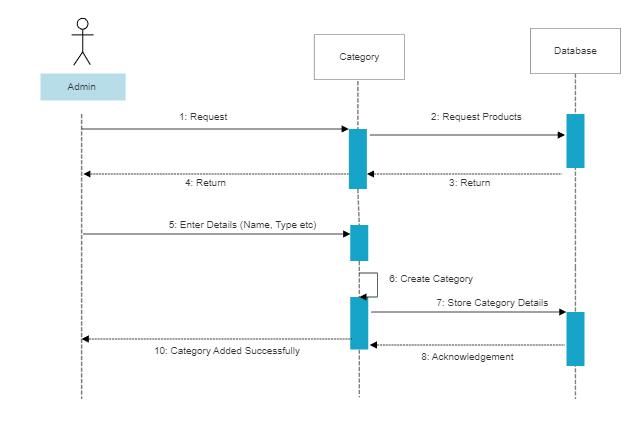 Database
Category
Admin
1: Request
2: Request Products
4: Return
3: Return
5: Enter Details (Name, Type etc)
6: Create Category
7: Store Category Details
10: Category Added Successfully
8: Acknowledgement